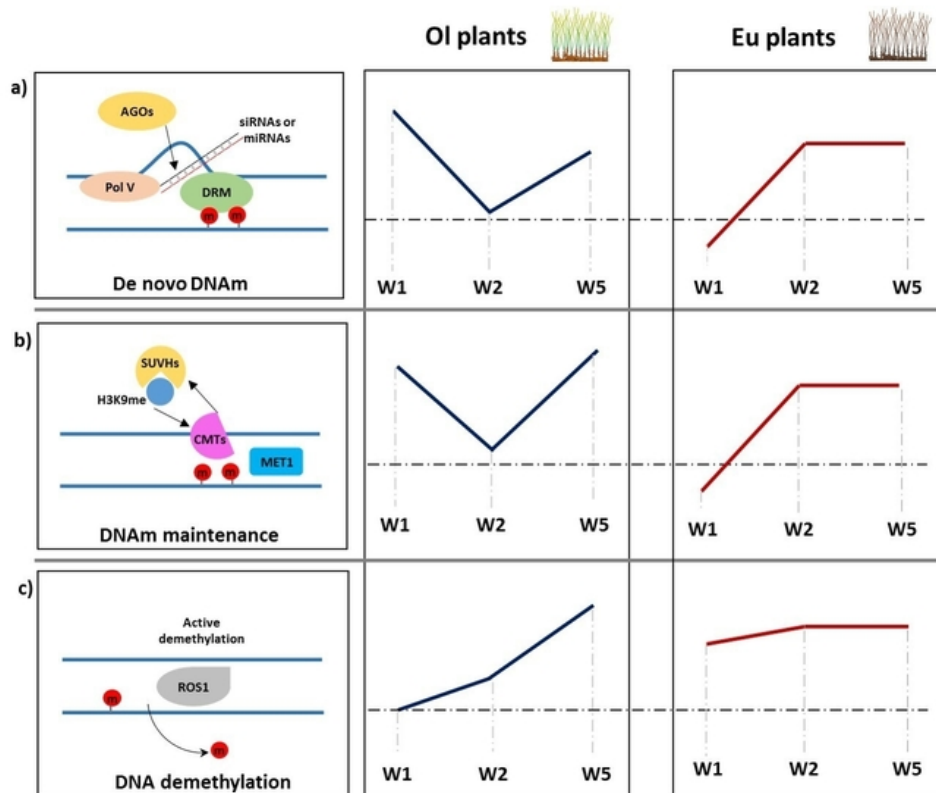 Ol plants
Eu plants
a)
AGOs
siRNAs or
miRNAs
Pol V
DRM
m
m
De novo DNAm
W1
W2
W5
W1
W2
W5
b)
SUVHs
H3K9me
CMTs
MET1
m
m
DNAm maintenance
W1
W2
W5
W1
W2
W5
c)
Active
demethylation
ROS1
m
m
DNA demethylation
W1
W2
W5
W1
W2
W5